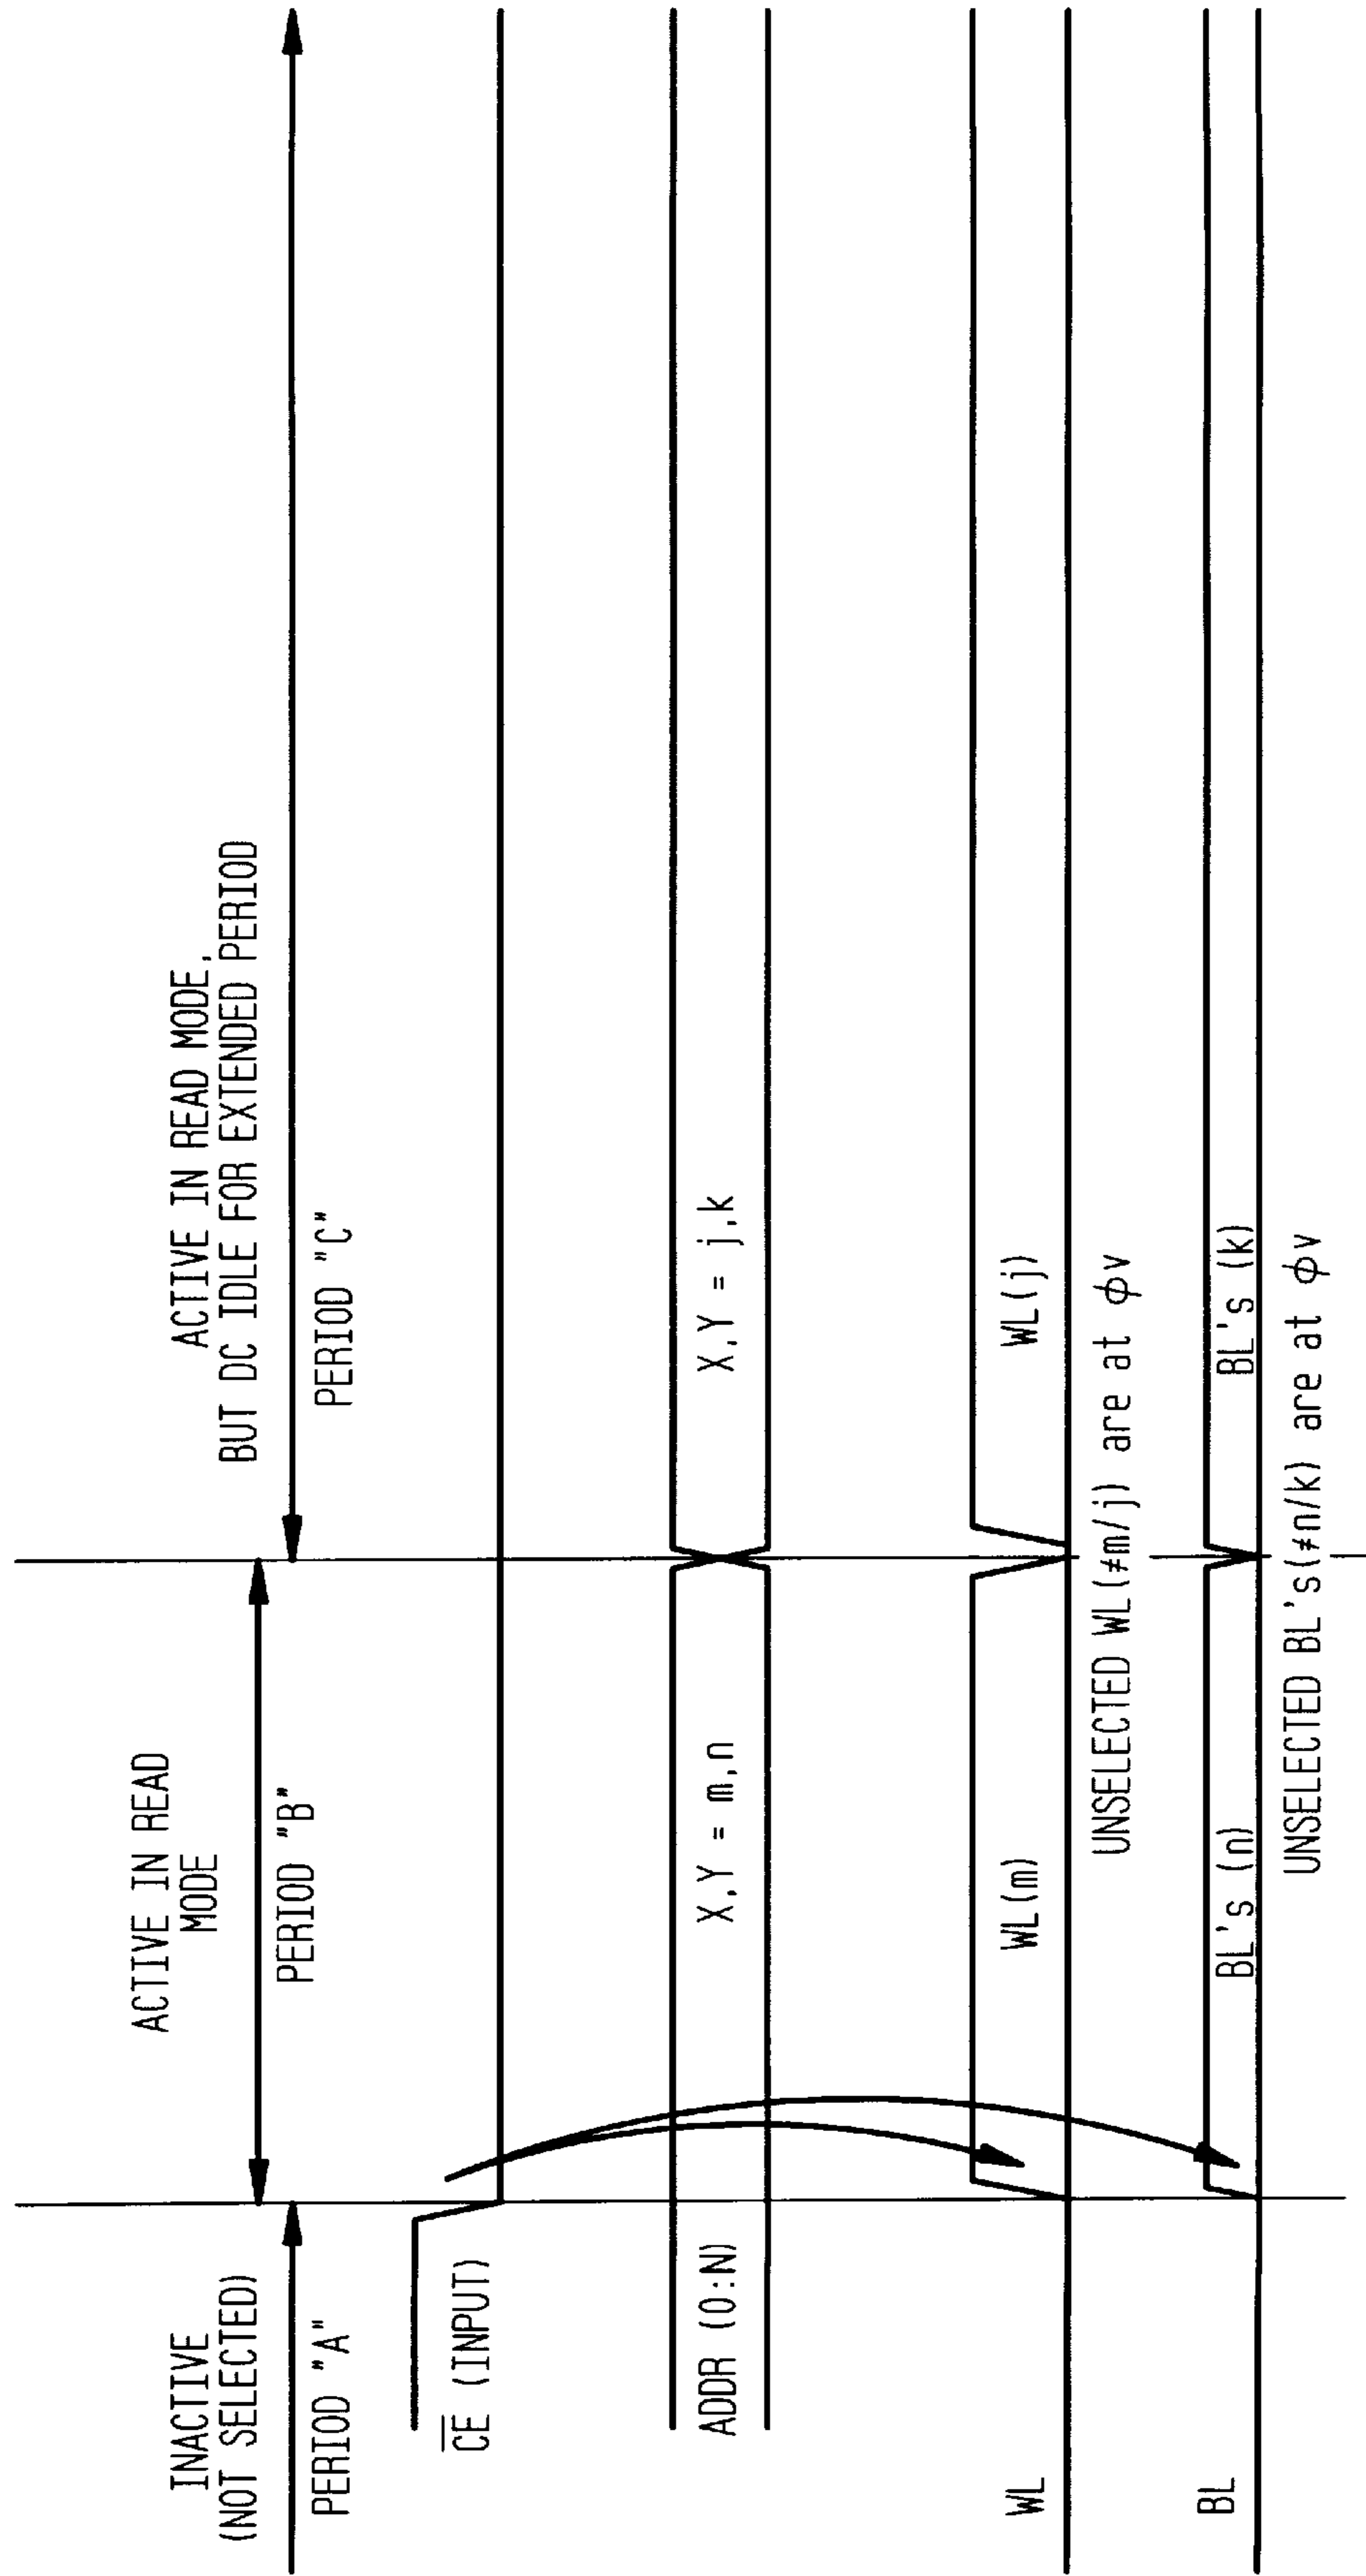 INACTIVE
(NOT SELECTED)
PERIOD "A"
ACTIVE IN READ
MODE
PERIOD "B"
ACTIVE IN READ MODE,
BUT DC IDLE FOR EXTENDED PERIOD
PERIOD "C"
C̅E̅ (INPUT)
ADDR (0:N)
X,Y = m,n
X,Y = j,k
WL
WL(m)
WL(j)
UNSELECTED WL(≠m/j) are at ϕv
BL
BL's (n)
BL's (k)
UNSELECTED BL's(≠n/k) are at ϕv